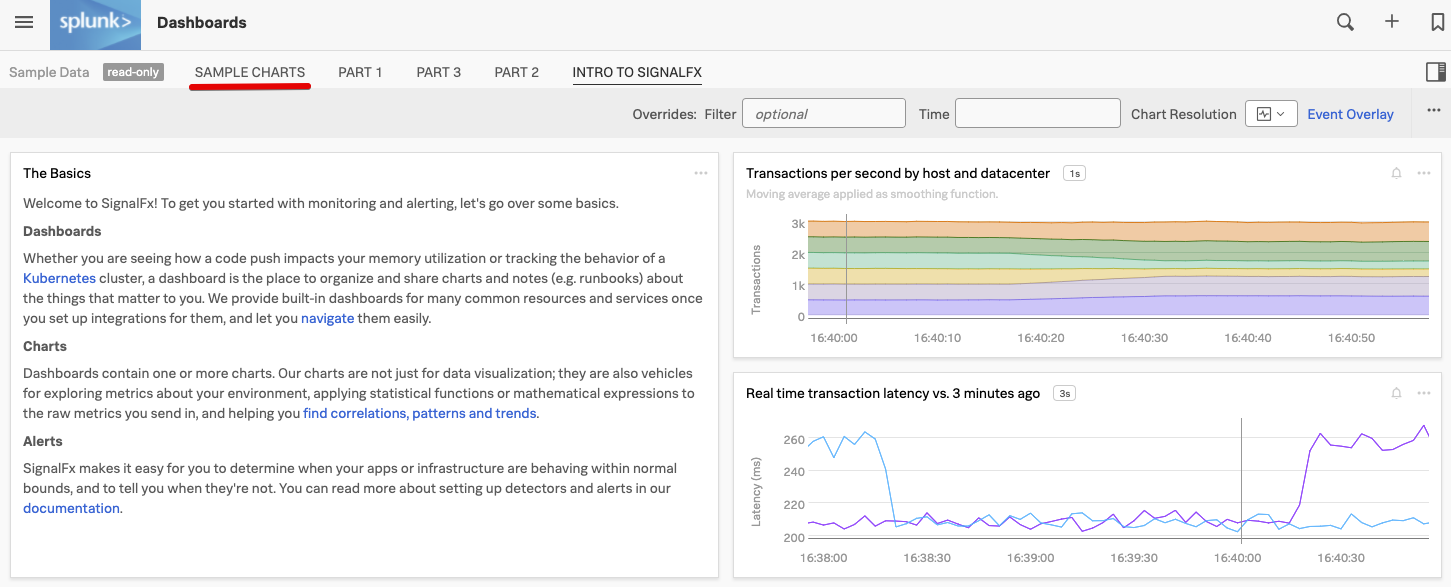 splunk>
Dashboards
Sample Data read-only SAMPLE CHARTS PART 1 PART 3 PART 2 INTRO TO SIGNALFX
Overrides: Filter optional Time Chart Resolution Event Overlay
The Basics
Welcome to SignalFx! To get you started with monitoring and alerting, let's go over some basics.
Dashboards
Whether you are seeing how a code push impacts your memory utilization or tracking the behavior of a
Kubernetes cluster, a dashboard is the place to organize and share charts and notes (e.g. runbooks) about
the things that matter to you. We provide built-in dashboards for many common resources and services once
you set up integrations for them, and let you navigate them easily.
Charts
Dashboards contain one or more charts. Our charts are not just for data visualization; they are also vehicles
for exploring metrics about your environment, applying statistical functions or mathematical expressions to
the raw metrics you send in, and helping you find correlations, patterns and trends.
Alerts
SignalFx makes it easy for you to determine when your apps or infrastructure are behaving within normal
bounds, and to tell you when they're not. You can read more about setting up detectors and alerts in our
documentation.
Transactions per second by host and datacenter 1s
Moving average applied as smoothing function.
Transactions
3k
2k
1k
0
16:40:00 16:40:10 16:40:20 16:40:30 16:40:40 16:40:50
Real time transaction latency vs. 3 minutes ago 3s
Latency (ms)
260
240
220
200
16:38:00 16:38:30 16:39:00 16:39:30 16:40:00 16:40:30